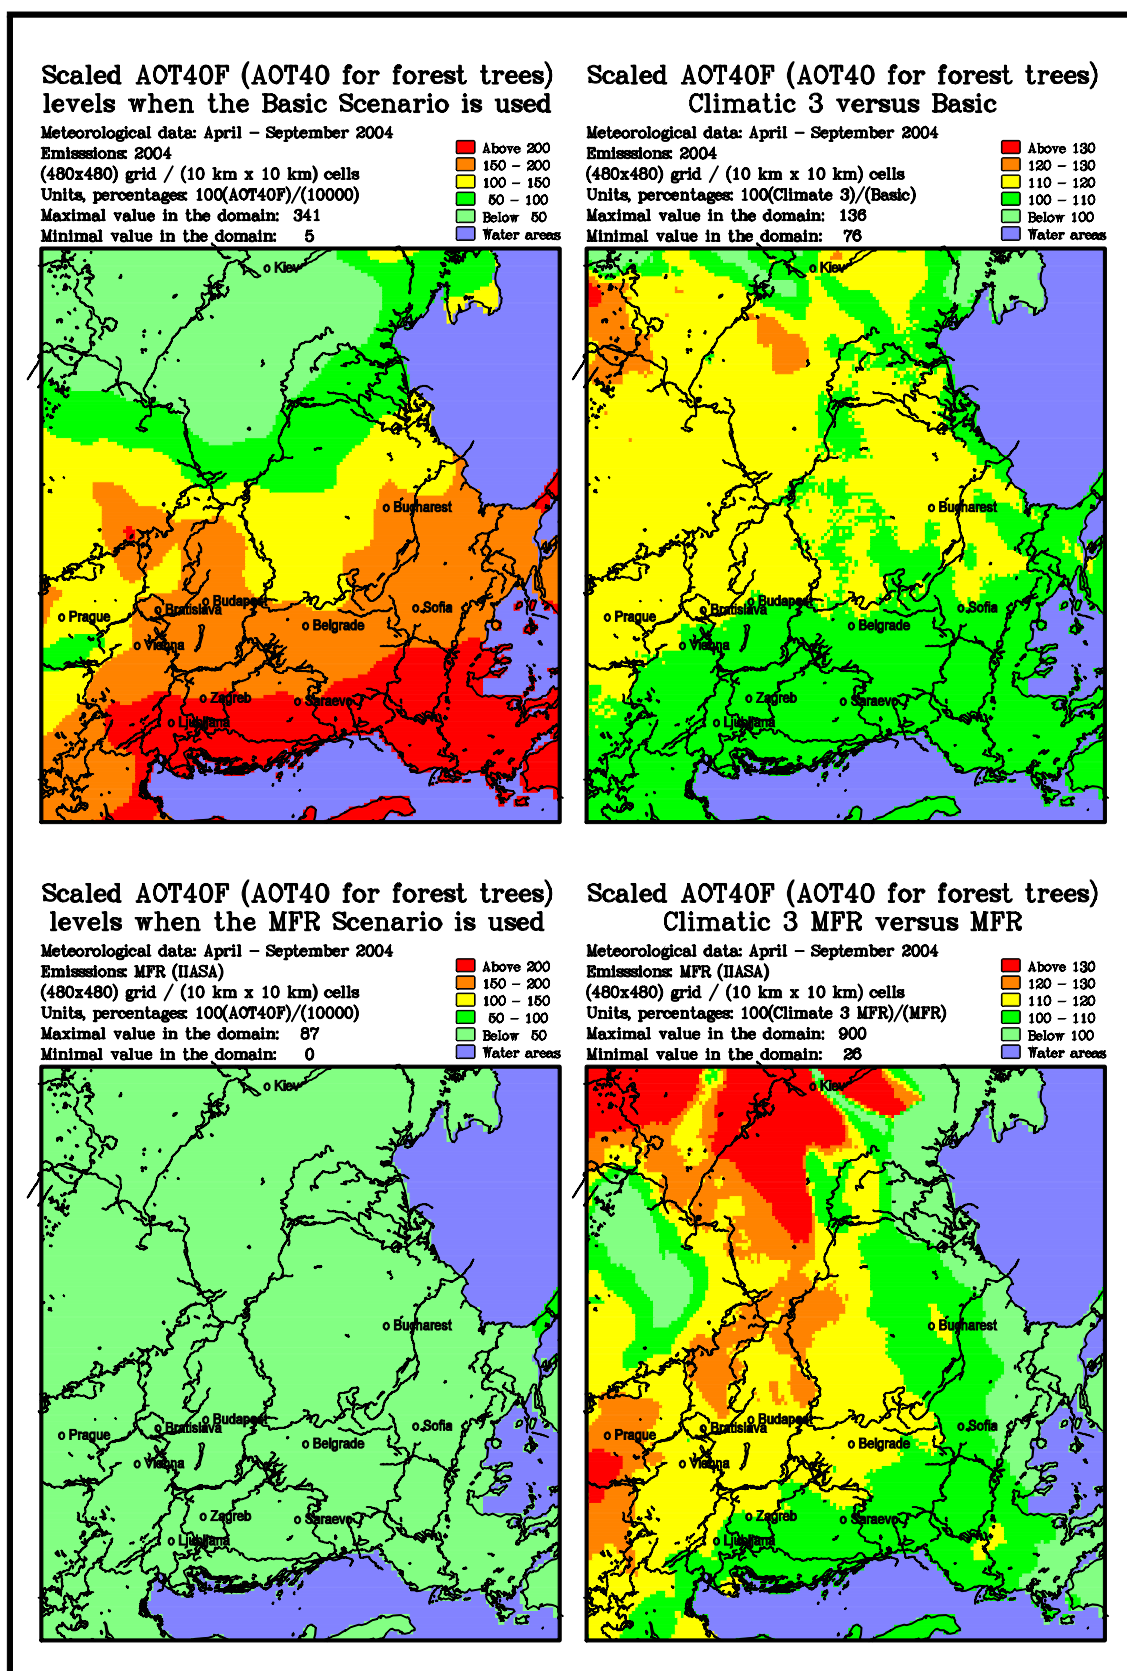 Scaled AOT40F (AOT40 for forest trees)
levels when the Basic Scenario is used
Meteorological data: April - September 2004
Emisssions: 2004
(480x480) grid / (10 km x 10 km) cells
Units, percentages: 100(AOT40F)/(10000)
Maximal value in the domain: 341
Minimal value in the domain: 5
Above 200
150 - 200
100 - 150
50 - 100
Below 50
Water areas
Kiev
Bucharest
Budapest
Bratislava
Prague
Sofia
Belgrade
Vienna
Zagreb
Saraevo
Ljubljana
Scaled AOT40F (AOT40 for forest trees)
Climatic 3 versus Basic
Meteorological data: April - September 2004
Emisssions: 2004
(480x480) grid / (10 km x 10 km) cells
Units, percentages: 100(Climate 3)/(Basic)
Maximal value in the domain: 136
Minimal value in the domain: 76
Above 130
120 - 130
110 - 120
100 - 110
Below 100
Water areas
Kiev
Bucharest
Budapest
Bratislava
Prague
Sofia
Belgrade
Vienna
Zagreb
Saraevo
Ljubljana
Scaled AOT40F (AOT40 for forest trees)
levels when the MFR Scenario is used
Meteorological data: April - September 2004
Emisssions: MFR (IIASA)
(480x480) grid / (10 km x 10 km) cells
Units, percentages: 100(AOT40F)/(10000)
Maximal value in the domain: 87
Minimal value in the domain: 0
Above 200
150 - 200
100 - 150
50 - 100
Below 50
Water areas
Kiev
Bucharest
Budapest
Bratislava
Prague
Sofia
Belgrade
Vienna
Zagreb
Saraevo
Ljubljana
Scaled AOT40F (AOT40 for forest trees)
Climatic 3 MFR versus MFR
Meteorological data: April - September 2004
Emisssions: MFR (IIASA)
(480x480) grid / (10 km x 10 km) cells
Units, percentages: 100(Climate 3 MFR)/(MFR)
Maximal value in the domain: 900
Minimal value in the domain: 26
Above 130
120 - 130
110 - 120
100 - 110
Below 100
Water areas
Kiev
Bucharest
Budapest
Bratislava
Prague
Sofia
Belgrade
Vienna
Zagreb
Saraevo
Ljubljana